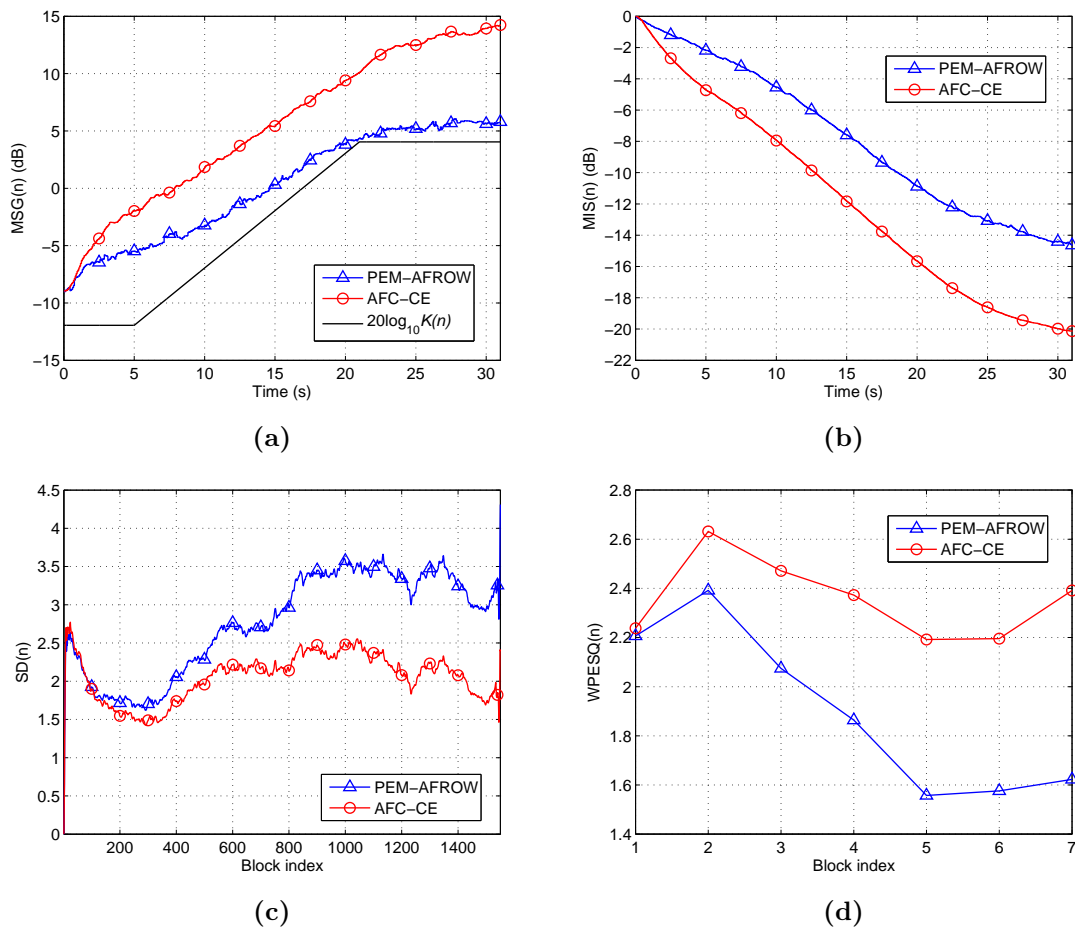 15
10
5
0
−5
−10
−15
MSG(n) (dB)
0 5 10 15 20 25 30
Time (s)
PEM−AFROW
AFC−CE
20log10K(n)
(a)
0
−2
−4
−6
−8
−10
−12
−14
−16
−18
−20
−22
MIS(n) (dB)
0 5 10 15 20 25 30
Time (s)
PEM−AFROW
AFC−CE
(b)
4.5
4
3.5
3
2.5
2
1.5
1
0.5
0
SD(n)
200 400 600 800 1000 1200 1400
Block index
PEM−AFROW
AFC−CE
(c)
2.8
2.6
2.4
2.2
2
1.8
1.6
1.4
WPESQ(n)
1 2 3 4 5 6 7
Block index
PEM−AFROW
AFC−CE
(d)